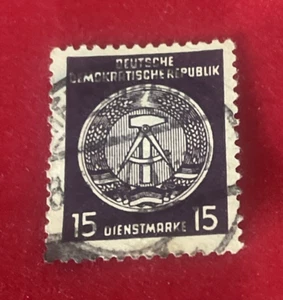 DEUTSCHE
DEMOKRATISCHE REPUBLIK
15 DIENSTMARKE 15